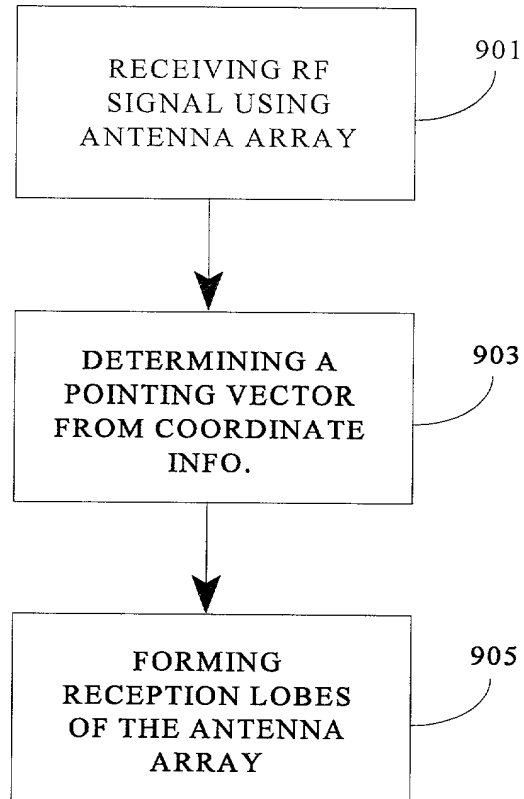 RECEIVING RF
SIGNAL USING
ANTENNA ARRAY
901
DETERMINING A
POINTING VECTOR
FROM COORDINATE
INFO.
903
FORMING
RECEPTION LOBES
OF THE ANTENNA
ARRAY
905